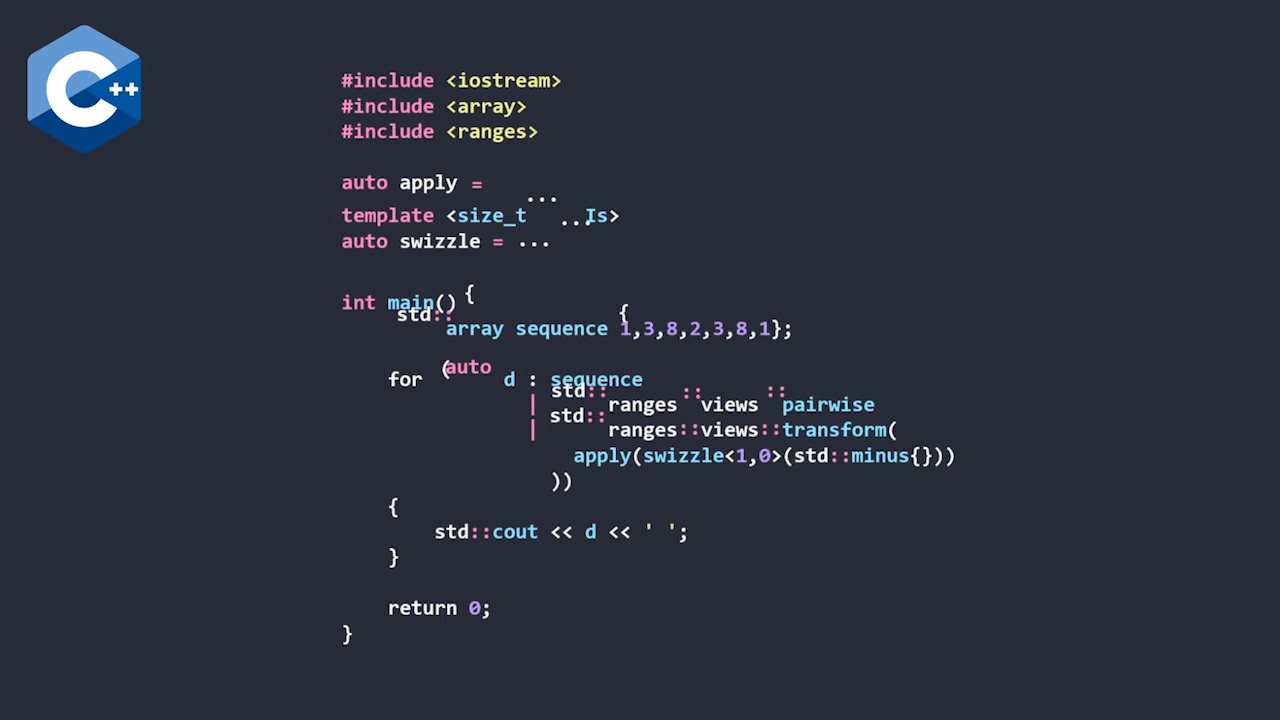 C++
#include <iostream>
#include <array>
#include <ranges>
auto apply = ...
template <size_t ...Is>
auto swizzle = ...
int main() {
std::array sequence {1,3,8,2,3,8,1};
for (auto d : sequence
| std::ranges::views::pairwise
| std::ranges::views::transform(
apply(swizzle<1,0>(std::minus{}))
))
{
std::cout << d << ' ';
}
return 0;
}